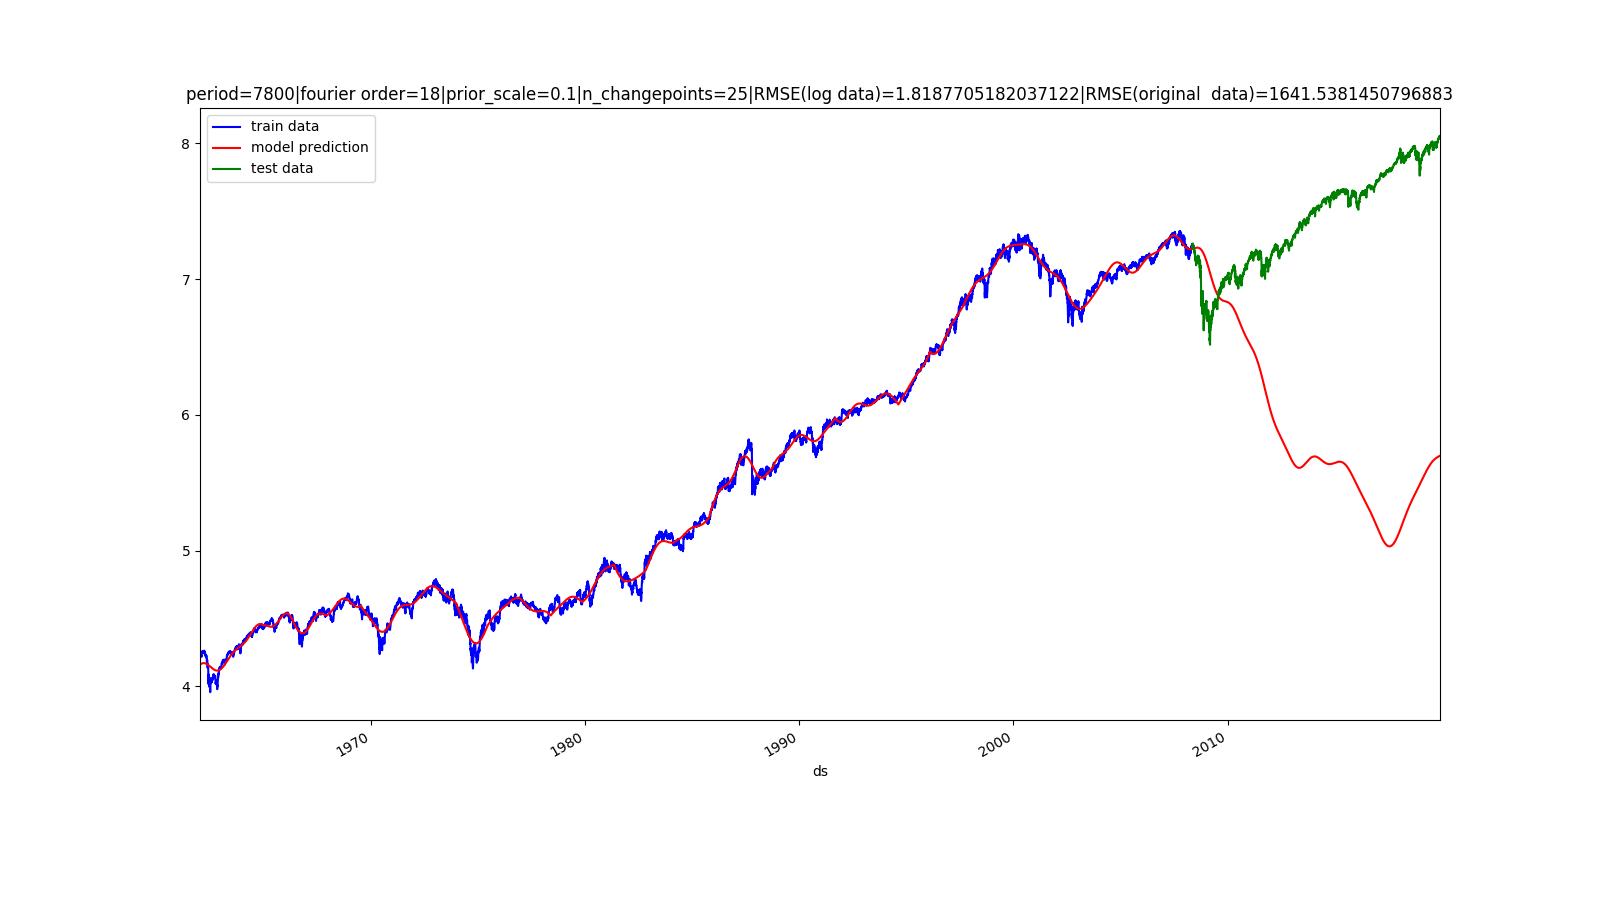 period=7800|fourier order=18|prior_scale=0.1|n_changepoints=25|RMSE(log data)=1.8187705182037122|RMSE(original  data)=1641.5381450796883
train data
model prediction
test data
8
7
6
5
4
1970
1980
1990
2000
2010
ds